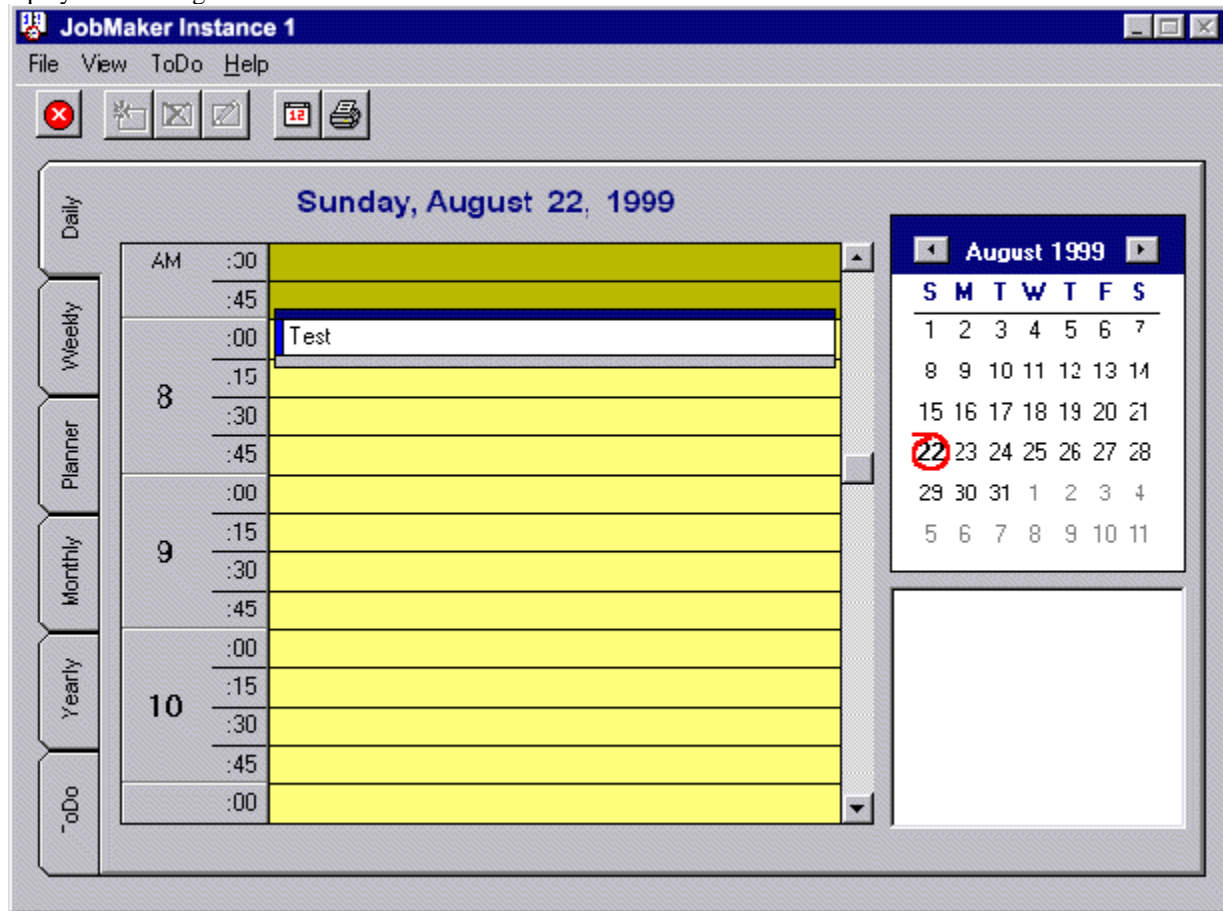 JobMaker Instance 1
File View ToDo Help
12
Daily
Weekly
Planner
Monthly
Yearly
ToDo
Sunday, August 22, 1999
AM :30
:45
:00 Test
8 :15
:30
:45
:00
9 :15
:30
:45
:00
10 :15
:30
:45
:00
August 1999
S M T W T F S
1 2 3 4 5 6 7
8 9 10 11 12 13 14
15 16 17 18 19 20 21
22 23 24 25 26 27 28
29 30 31 1 2 3 4
5 6 7 8 9 10 11